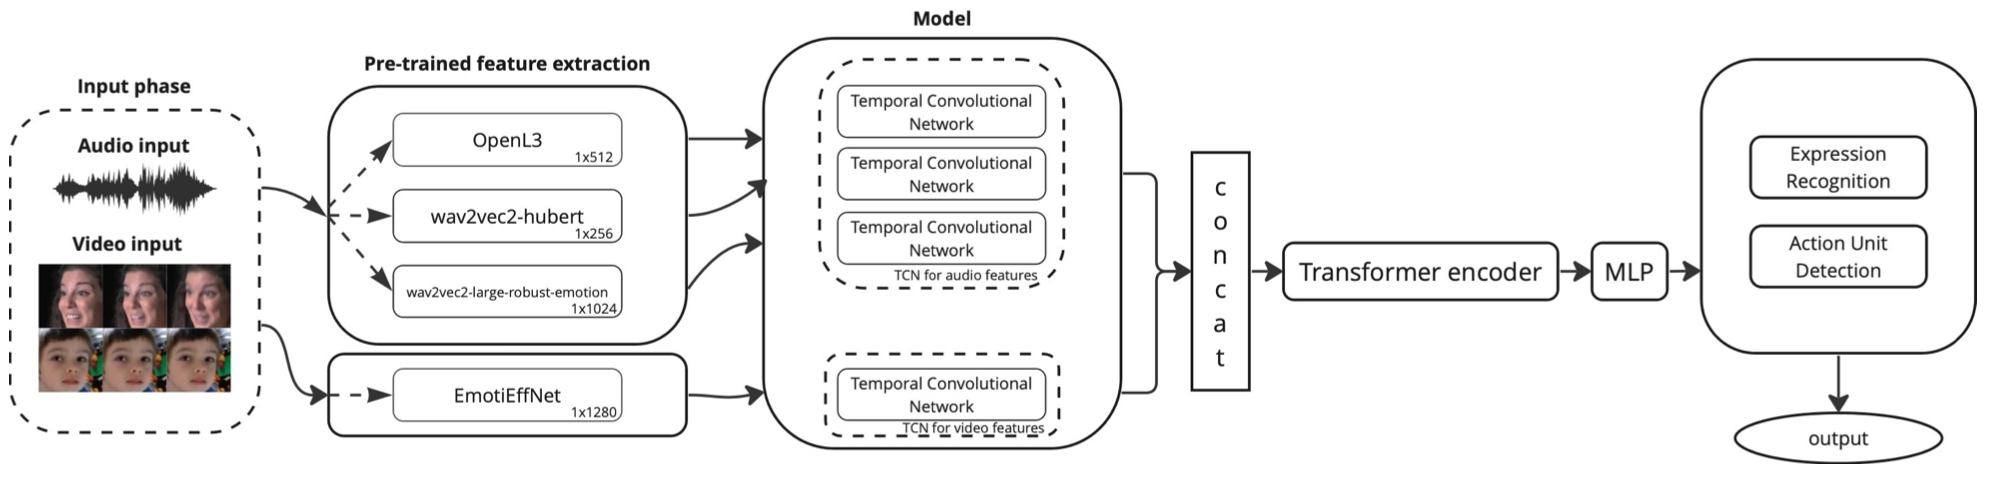 Input phase
Audio input
Video input
Pre-trained feature extraction
OpenL3
1x512
wav2vec2-hubert
1x256
wav2vec2-large-robust-emotion
1x1024
EmotiEffNet
1x1280
Model
Temporal Convolutional
Network
Temporal Convolutional
Network
Temporal Convolutional
Network
TCN for audio features
Temporal Convolutional
Network
TCN for video features
c
o
n
c
a
t
Transformer encoder
MLP
Expression
Recognition
Action Unit
Detection
output